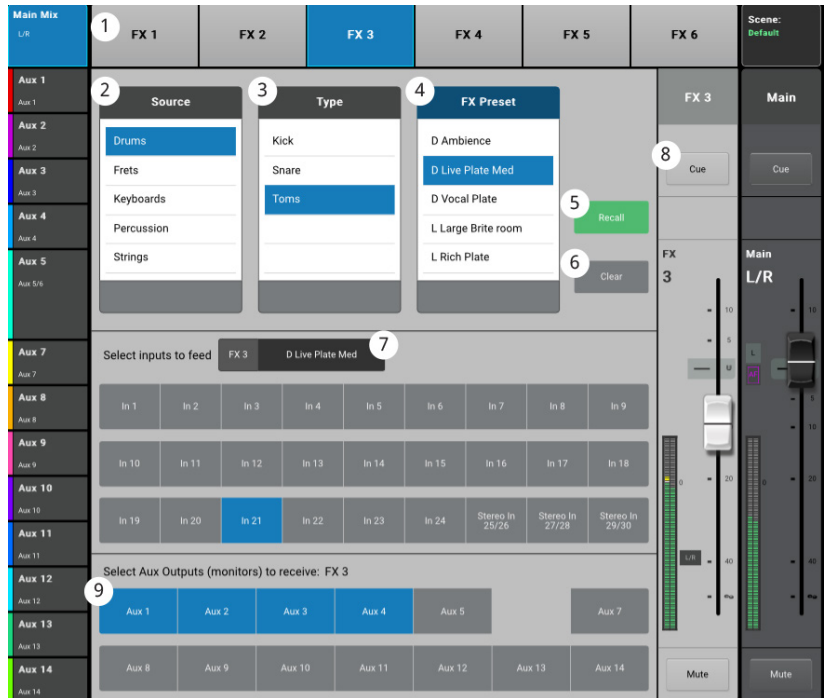 Main Mix
L/R
1
FX 1
FX 2
FX 3
FX 4
FX 5
FX 6
Scene:
Default
Aux 1
Aux 1
Aux 2
Aux 2
Aux 3
Aux 3
Aux 4
Aux 4
Aux 5
Aux 5/6
Aux 7
Aux 7
Aux 8
Aux 8
Aux 9
Aux 9
Aux 10
Aux 10
Aux 11
Aux 11
Aux 12
Aux 12
Aux 13
Aux 13
Aux 14
Aux 14
2
Source
Drums
Frets
Keyboards
Percussion
Strings
3
Type
Kick
Snare
Toms
4
FX Preset
D Ambience
D Live Plate Med
D Vocal Plate
L Large Brite room
L Rich Plate
5
Recall
6
Clear
Select inputs to feed FX 3 D Live Plate Med
7
In 1 In 2 In 3 In 4 In 5 In 6 In 7 In 8 In 9
In 10 In 11 In 12 In 13 In 14 In 15 In 16 In 17 In 18
In 19 In 20 In 21 In 22 In 23 In 24 Stereo In 25/26 Stereo In 27/28 Stereo In 29/30
Select Aux Outputs (monitors) to receive: FX 3
9
Aux 1 Aux 2 Aux 3 Aux 4 Aux 5 Aux 7
Aux 8 Aux 9 Aux 10 Aux 11 Aux 12 Aux 13 Aux 14
FX 3
8
Cue
FX
3
10
5
U
0
20
L/R
40
∞
Mute
Main
Cue
Main
L/R
10
L
M
5
10
0
20
40
∞
Mute